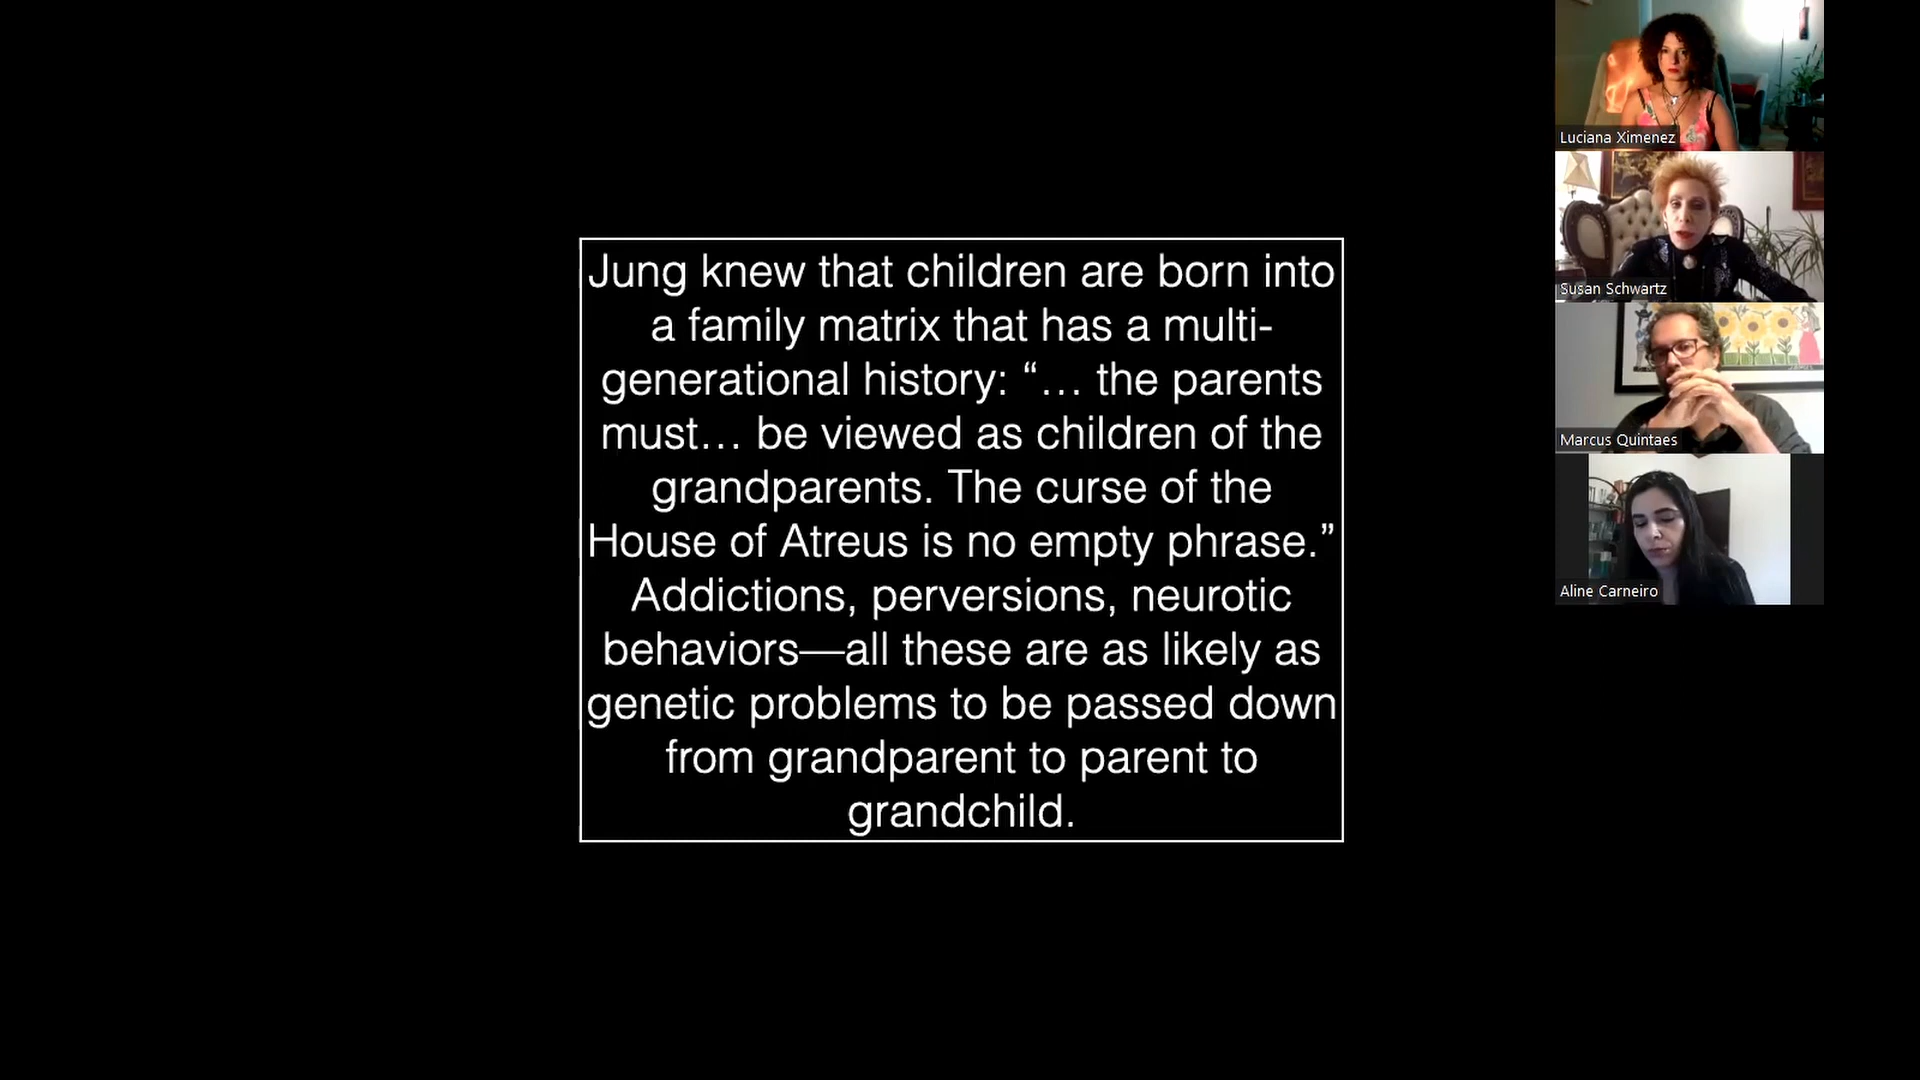 Jung knew that children are born into
a family matrix that has a multi-
generational history: “… the parents
must… be viewed as children of the
grandparents. The curse of the
House of Atreus is no empty phrase.”
Addictions, perversions, neurotic
behaviors—all these are as likely as
genetic problems to be passed down
from grandparent to parent to
grandchild.
Luciana Ximenez
Susan Schwartz
Marcus Quintaes
Aline Carneiro